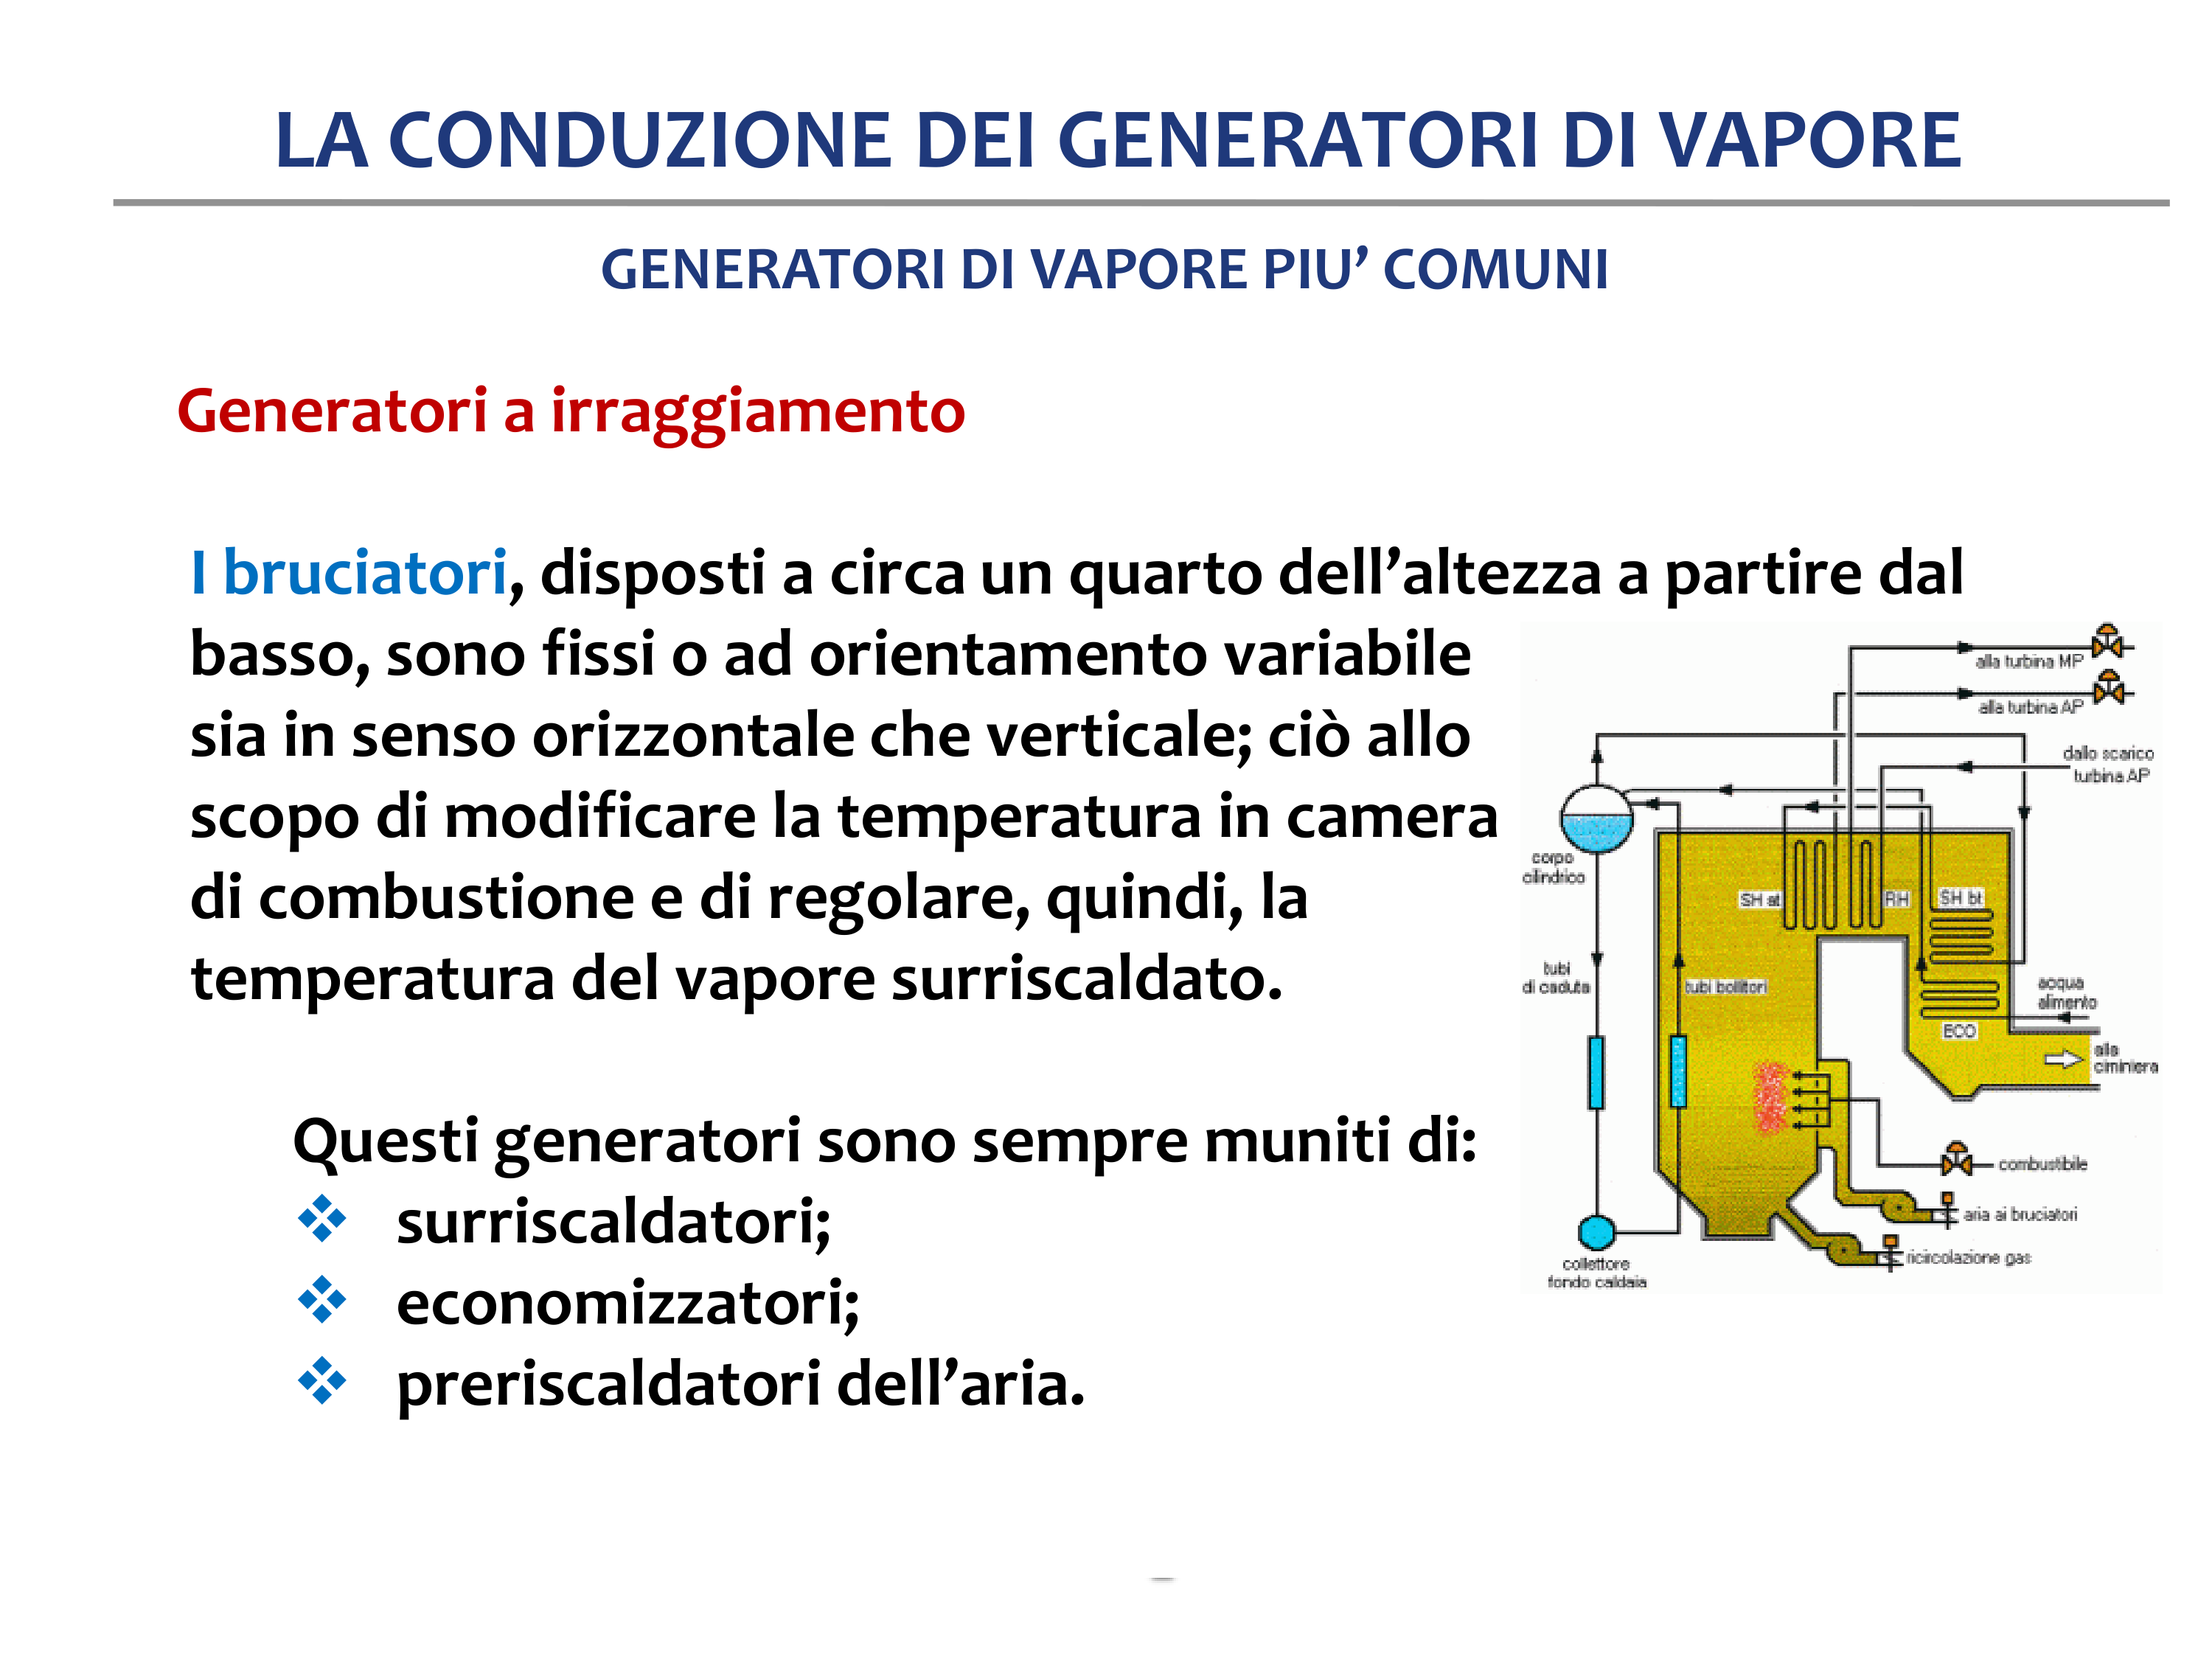 LA CONDUZIONE DEI GENERATORI DI VAPORE
GENERATORI DI VAPORE PIU’ COMUNI
Generatori a irraggiamento
I bruciatori, disposti a circa un quarto dell’altezza a partire dal
basso, sono fissi o ad orientamento variabile
sia in senso orizzontale che verticale; ciò allo
scopo di modificare la temperatura in camera
di combustione e di regolare, quindi, la
temperatura del vapore surriscaldato.
Questi generatori sono sempre muniti di:
❖ surriscaldatori;
❖ economizzatori;
❖ preriscaldatori dell’aria.
alla turbina MP
alla turbina AP
dallo scarico
turbina AP
corpo
cilindrico
SH at
RH
SH bt
tubi
di caduta
tubi bollitori
acqua
alimento
ECO
alla
ciminiera
combustibile
aria ai bruciatori
ricircolazione gas
collettore
fondo caldaia